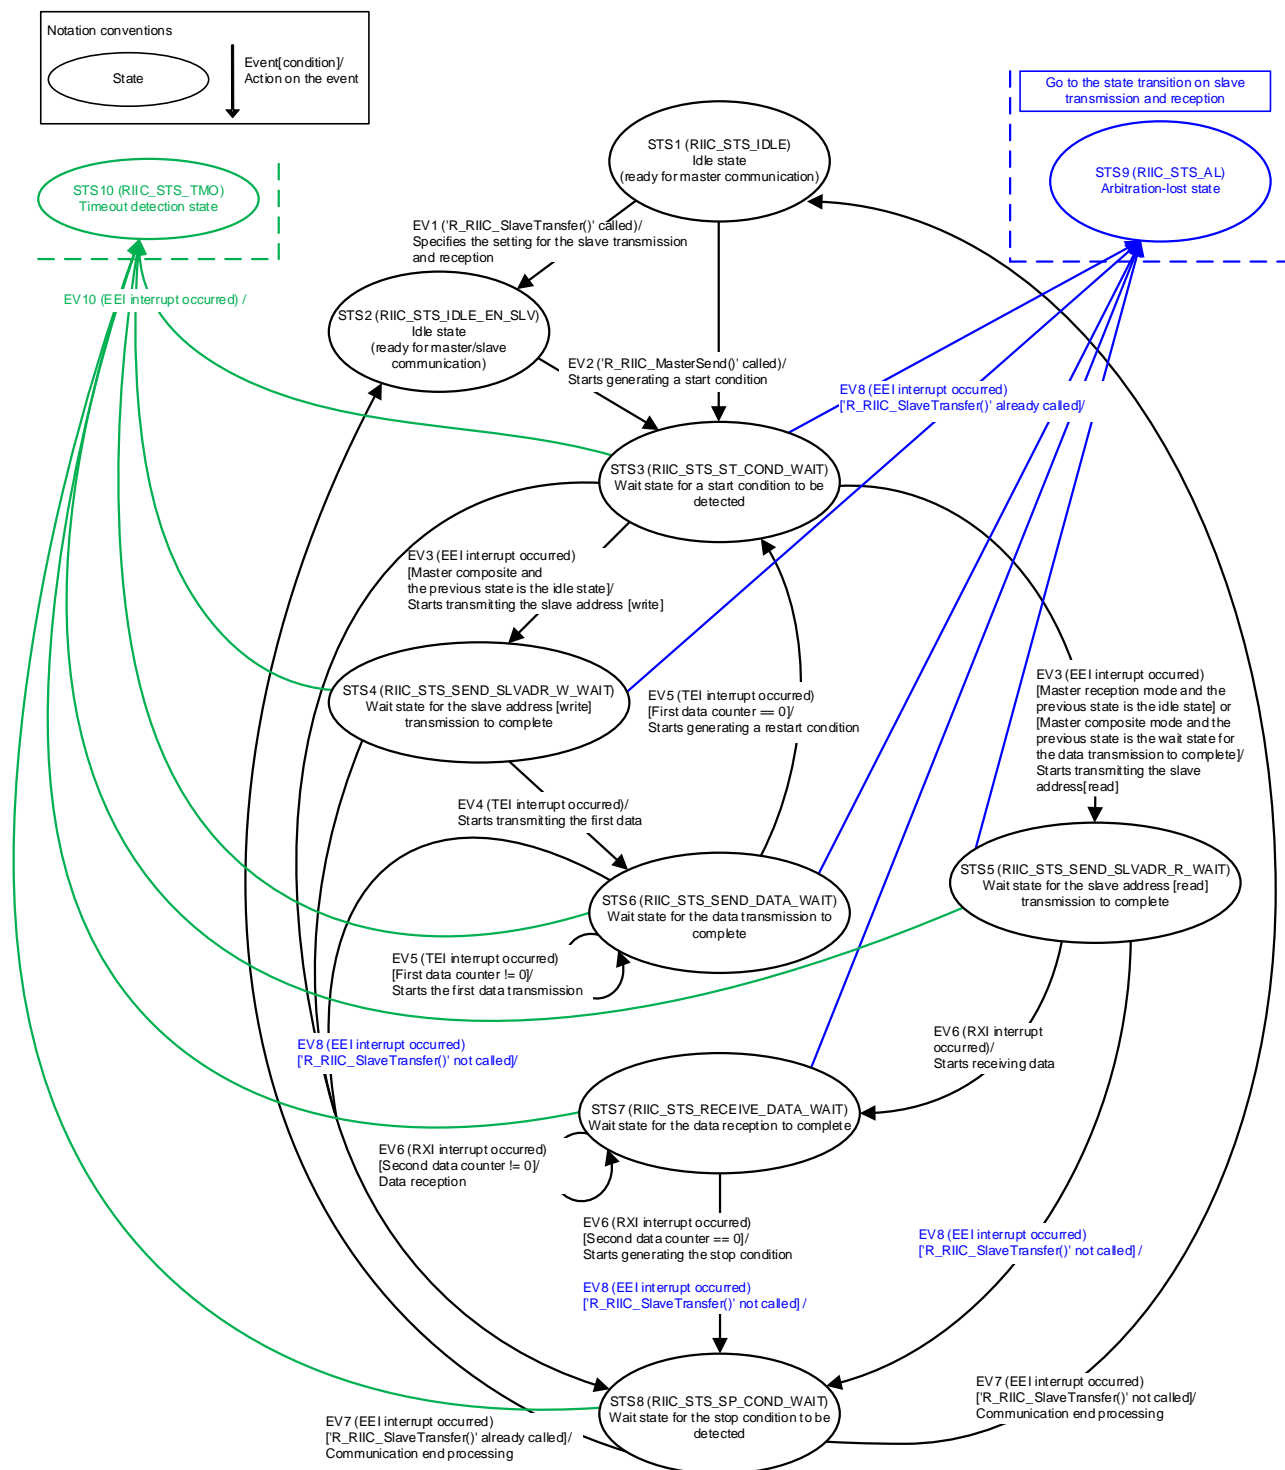 Notation conventions
State
Event[condition]/
Action on the event
Go to the state transition on slave
transmission and reception
STS1 (RIIC_STS_IDLE)
Idle state
(ready for master communication)
STS9 (RIIC_STS_AL)
Arbitration-lost state
STS10 (RIIC_STS_TMO)
Timeout detection state
EV1 ('R_RIIC_SlaveTransfer()' called)/
Specifies the setting for the slave transmission
and reception
EV10 (EEI interrupt occurred) /
STS2 (RIIC_STS_IDLE_EN_SLV)
Idle state
(ready for master/slave
communication)
EV2 ('R_RIIC_MasterSend()' called)/
Starts generating a start condition
EV8 (EEI interrupt occurred)
['R_RIIC_SlaveTransfer()' already called]/
STS3 (RIIC_STS_ST_COND_WAIT)
Wait state for a start condition to be
detected
EV3 (EEI interrupt occurred)
[Master composite and
the previous state is the idle state]/
Starts transmitting the slave address [write]
STS4 (RIIC_STS_SEND_SLVADR_W_WAIT)
Wait state for the slave address [write]
transmission to complete
EV5 (TEI interrupt occurred)
[First data counter == 0]/
Starts generating a restart condition
EV3 (EEI interrupt occurred)
[Master reception mode and the
previous state is the idle state] or
[Master composite mode and the
previous state is the wait state for
the data transmission to complete]/
Starts transmitting the slave
address[read]
EV4 (TEI interrupt occurred)/
Starts transmitting the first data
STS5 (RIIC_STS_SEND_SLVADR_R_WAIT)
Wait state for the slave address [read]
transmission to complete
STS6 (RIIC_STS_SEND_DATA_WAIT)
Wait state for the data transmission to
complete
EV5 (TEI interrupt occurred)
[First data counter != 0]/
Starts the first data transmission
EV8 (EEI interrupt occurred)
['R_RIIC_SlaveTransfer()' not called]/
EV6 (RXI interrupt
occurred)/
Starts receiving data
STS7 (RIIC_STS_RECEIVE_DATA_WAIT)
Wait state for the data reception to complete
EV6 (RXI interrupt occurred)
[Second data counter != 0]/
Data reception
EV6 (RXI interrupt occurred)
[Second data counter == 0]/
Starts generating the stop condition
EV8 (EEI interrupt occurred)
['R_RIIC_SlaveTransfer()' not called] /
EV8 (EEI interrupt occurred)
['R_RIIC_SlaveTransfer()' not called] /
STS8 (RIIC_STS_SP_COND_WAIT)
Wait state for the stop condition to be
detected
EV7 (EEI interrupt occurred)
['R_RIIC_SlaveTransfer()' not called]/
Communication end processing
EV7 (EEI interrupt occurred)
['R_RIIC_SlaveTransfer()' already called]/
Communication end processing